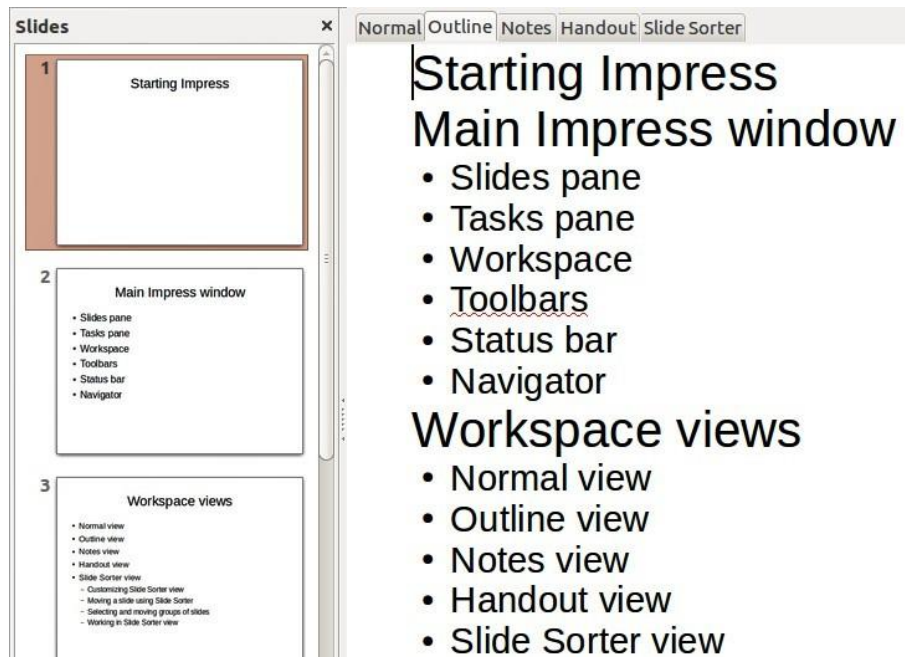 Slides
1
Starting Impress
2
Main Impress window
• Slides pane
• Tasks pane
• Workspace
• Toolbars
• Status bar
• Navigator
3
Workspace views
• Normal view
• Outline view
• Notes view
• Handout view
• Slide Sorter view
– Customizing Slide Sorter view
– Moving a slide using Slide Sorter
– Selecting and moving groups of slides
– Working in Slide Sorter view
Normal Outline Notes Handout Slide Sorter
Starting Impress
Main Impress window
• Slides pane
• Tasks pane
• Workspace
• Toolbars
• Status bar
• Navigator
Workspace views
• Normal view
• Outline view
• Notes view
• Handout view
• Slide Sorter view